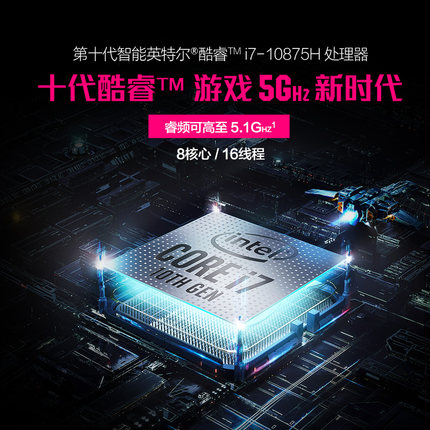 第十代智能英特尔®酷睿™ i7-10875H 处理器
十代酷睿™ 游戏 5GHz 新时代
睿频可高至 5.1GHz¹
8核心 / 16线程
intel
CORE i7
10TH GEN